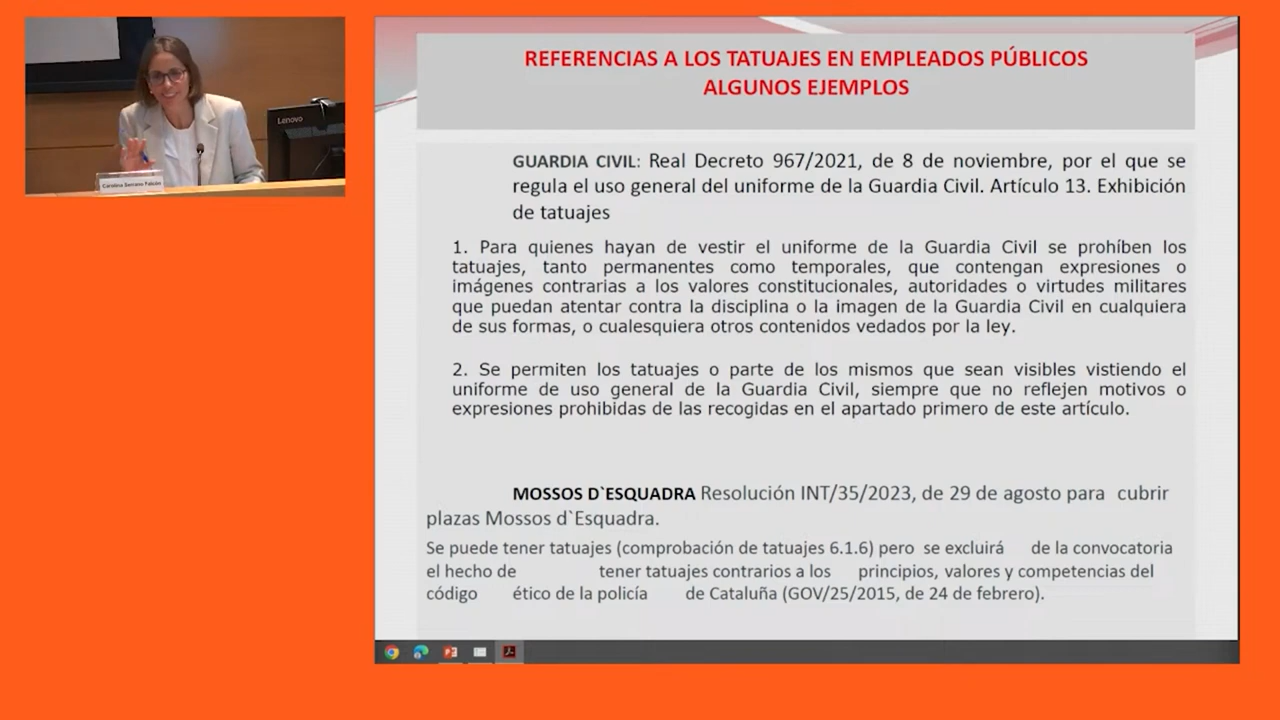 Lenovo
Carolina Serrano Falcón
REFERENCIAS A LOS TATUAJES EN EMPLEADOS PÚBLICOS
ALGUNOS EJEMPLOS
GUARDIA CIVIL: Real Decreto 967/2021, de 8 de noviembre, por el que se
regula el uso general del uniforme de la Guardia Civil. Artículo 13. Exhibición
de tatuajes
1. Para quienes hayan de vestir el uniforme de la Guardia Civil se prohíben los
tatuajes, tanto permanentes como temporales, que contengan expresiones o
imágenes contrarias a los valores constitucionales, autoridades o virtudes militares
que puedan atentar contra la disciplina o la imagen de la Guardia Civil en cualquiera
de sus formas, o cualesquiera otros contenidos vedados por la ley.
2. Se permiten los tatuajes o parte de los mismos que sean visibles vistiendo el
uniforme de uso general de la Guardia Civil, siempre que no reflejen motivos o
expresiones prohibidas de las recogidas en el apartado primero de este artículo.
MOSSOS D`ESQUADRA Resolución INT/35/2023, de 29 de agosto para cubrir
plazas Mossos d`Esquadra.
Se puede tener tatuajes (comprobación de tatuajes 6.1.6) pero se excluirá de la convocatoria
el hecho de tener tatuajes contrarios a los principios, valores y competencias del
código ético de la policía de Cataluña (GOV/25/2015, de 24 de febrero).